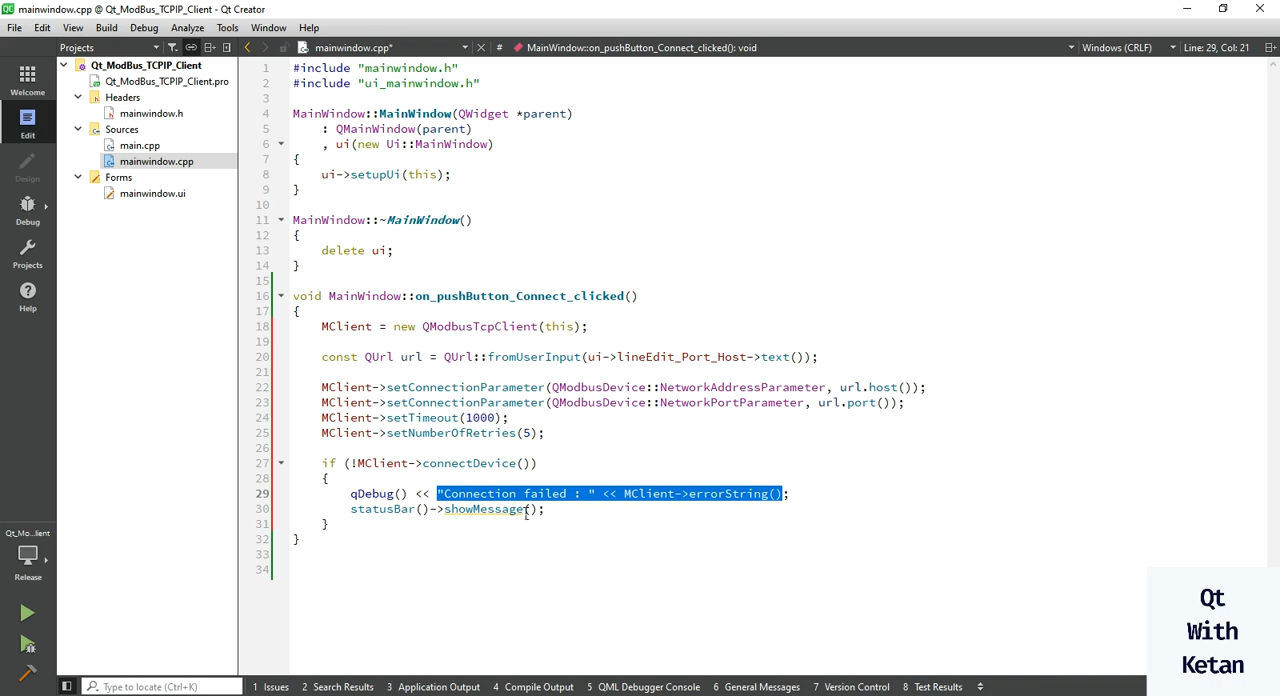 mainwindow.cpp @ Qt_ModBus_TCPIP_Client - Qt Creator
File Edit View Build Debug Analyze Tools Window Help
Projects mainwindow.cpp* # MainWindow::on_pushButton_Connect_clicked(): void Windows (CRLF) Line: 29, Col: 21
Welcome
Edit
Design
Debug
Projects
Help
Qt_Mo...lient
Release
Qt_ModBus_TCPIP_Client
Qt_ModBus_TCPIP_Client.pro
Headers
mainwindow.h
Sources
main.cpp
mainwindow.cpp
Forms
mainwindow.ui
1 #include "mainwindow.h"
2 #include "ui_mainwindow.h"
3
4 MainWindow::MainWindow(QWidget *parent)
5 : QMainWindow(parent)
6 , ui(new Ui::MainWindow)
7 {
8 ui->setupUi(this);
9 }
10
11 MainWindow::~MainWindow()
12 {
13 delete ui;
14 }
15
16 void MainWindow::on_pushButton_Connect_clicked()
17 {
18 MClient = new QModbusTcpClient(this);
19
20 const QUrl url = QUrl::fromUserInput(ui->lineEdit_Port_Host->text());
21
22 MClient->setConnectionParameter(QModbusDevice::NetworkAddressParameter, url.host());
23 MClient->setConnectionParameter(QModbusDevice::NetworkPortParameter, url.port());
24 MClient->setTimeout(1000);
25 MClient->setNumberOfRetries(5);
26
27 if (!MClient->connectDevice())
28 {
29 qDebug() << "Connection failed : " << MClient->errorString();
30 statusBar()->showMessage();
31 }
32 }
33
34
Qt
With
Ketan
Type to locate (Ctrl+K) 1 Issues 2 Search Results 3 Application Output 4 Compile Output 5 QML Debugger Console 6 General Messages 7 Version Control 8 Test Results